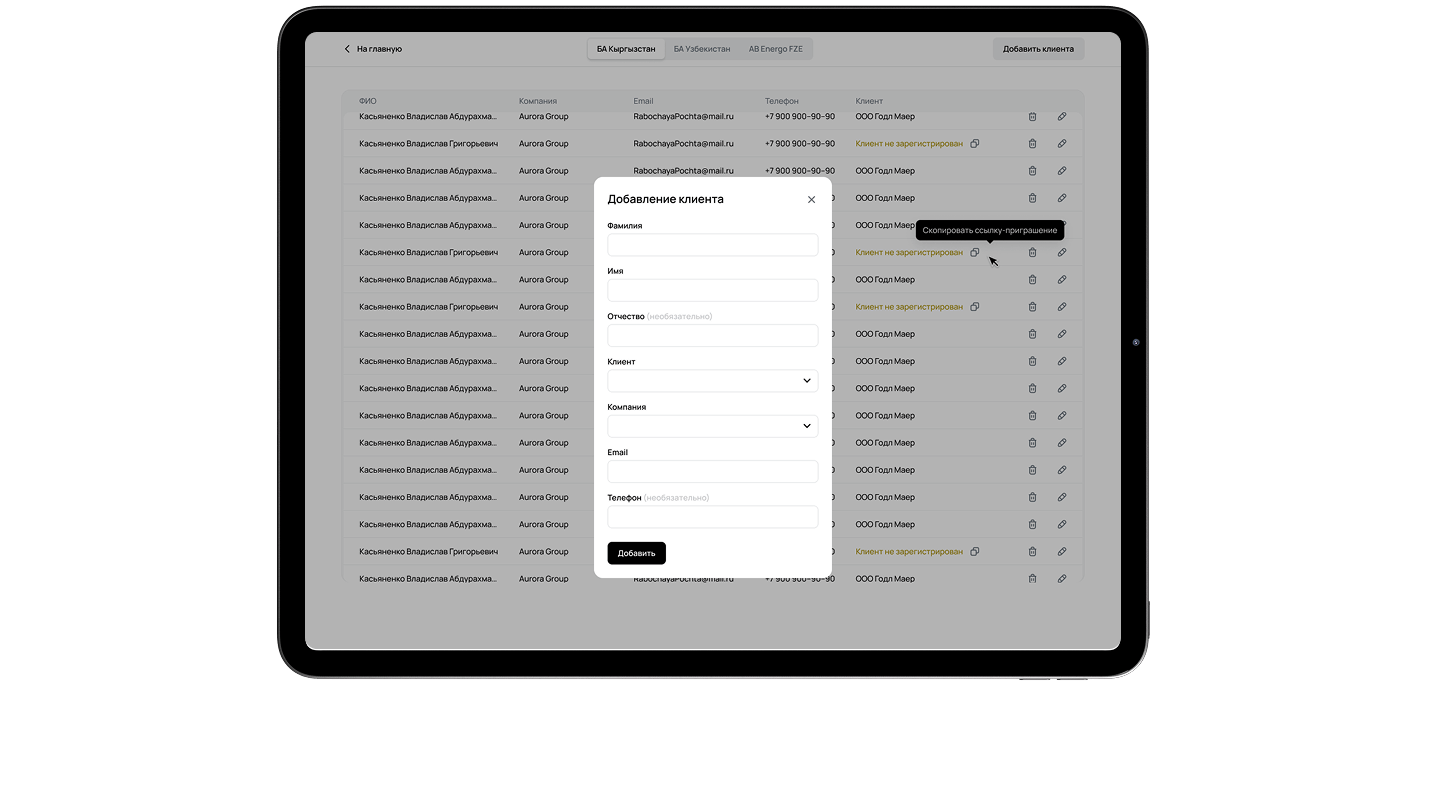 На главную
БА Кыргызстан БА Узбекистан AB Energo FZE
Добавить клиента
ФИО Компания Email Телефон Клиент
Касьяненко Владислав Абдурахма... Aurora Group RabochayaPochta@mail.ru +7 900 900-90-90 ООО Годл Маер
Касьяненко Владислав Григорьевич Aurora Group RabochayaPochta@mail.ru +7 900 900-90-90 Клиент не зарегистрирован
Касьяненко Владислав Абдурахма... Aurora Group RabochayaPochta@mail.ru +7 900 900-90-90 ООО Годл Маер
Касьяненко Владислав Абдурахма... Aurora Group ООО Годл Маер
Касьяненко Владислав Абдурахма... Aurora Group ООО Годл Маер
Скопировать ссылку-приграшение
Касьяненко Владислав Григорьевич Aurora Group Клиент не зарегистрирован
Касьяненко Владислав Абдурахма... Aurora Group ООО Годл Маер
Касьяненко Владислав Григорьевич Aurora Group Клиент не зарегистрирован
Касьяненко Владислав Абдурахма... Aurora Group ООО Годл Маер
Касьяненко Владислав Абдурахма... Aurora Group ООО Годл Маер
Касьяненко Владислав Абдурахма... Aurora Group ООО Годл Маер
Касьяненко Владислав Абдурахма... Aurora Group ООО Годл Маер
Касьяненко Владислав Абдурахма... Aurora Group ООО Годл Маер
Касьяненко Владислав Абдурахма... Aurora Group ООО Годл Маер
Касьяненко Владислав Абдурахма... Aurora Group ООО Годл Маер
Касьяненко Владислав Абдурахма... Aurora Group ООО Годл Маер
Касьяненко Владислав Григорьевич Aurora Group Клиент не зарегистрирован
Касьяненко Владислав Абдурахма... Aurora Group RabochayaPochta@mail.ru +7 900 900-90-90 ООО Годл Маер
Добавление клиента
Фамилия
Имя
Отчество (необязательно)
Клиент
Компания
Email
Телефон (необязательно)
Добавить